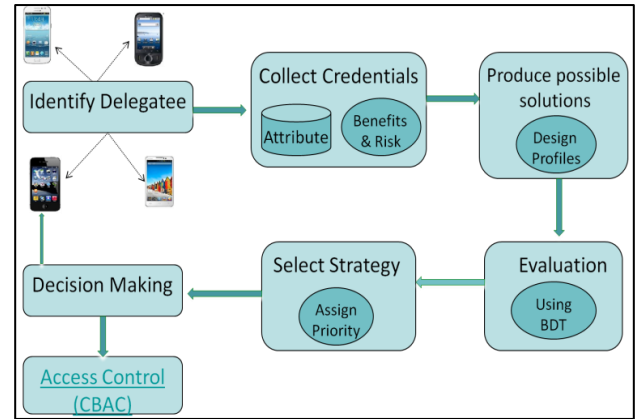 Identify Delegatee
Collect Credentials
Attribute
Benefits
& Risk
Produce possible
solutions
Design
Profiles
Evaluation
Using
BDT
Select Strategy
Assign
Priority
Decision Making
Access Control
(CBAC)